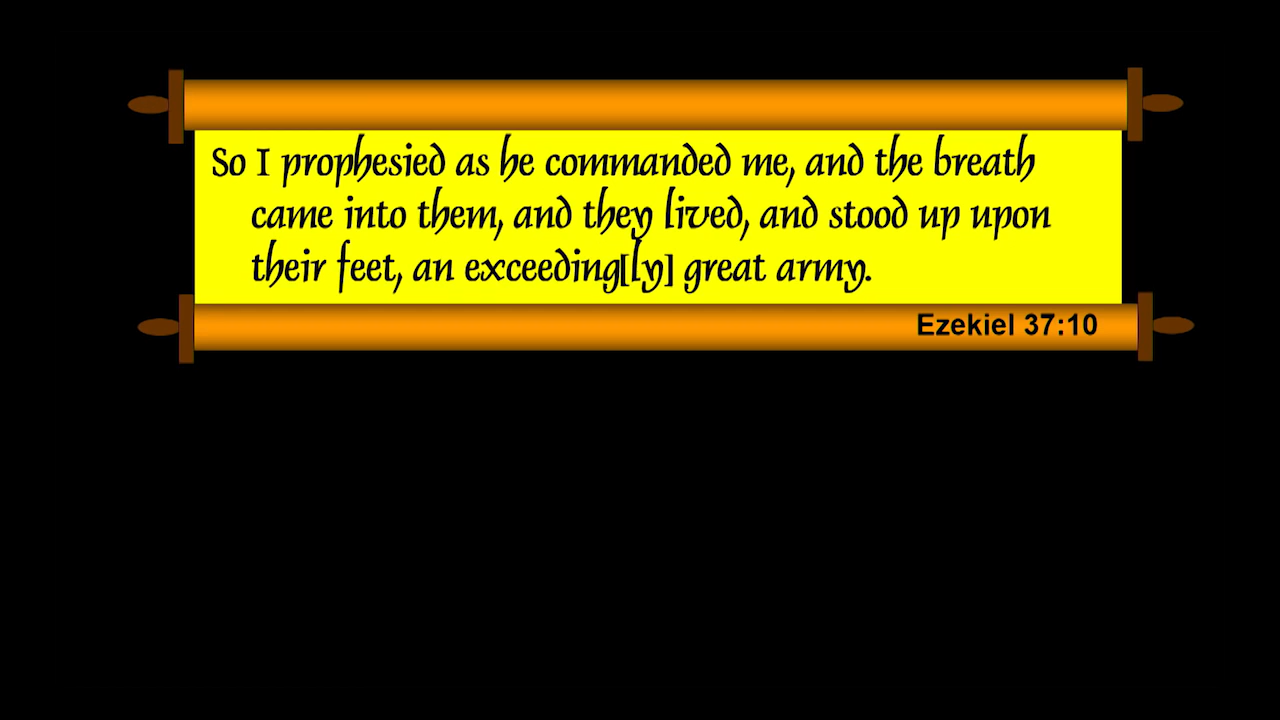 So I prophesied as he commanded me, and the breath
came into them, and they lived, and stood up upon
their feet, an exceeding[ly] great army.
Ezekiel 37:10